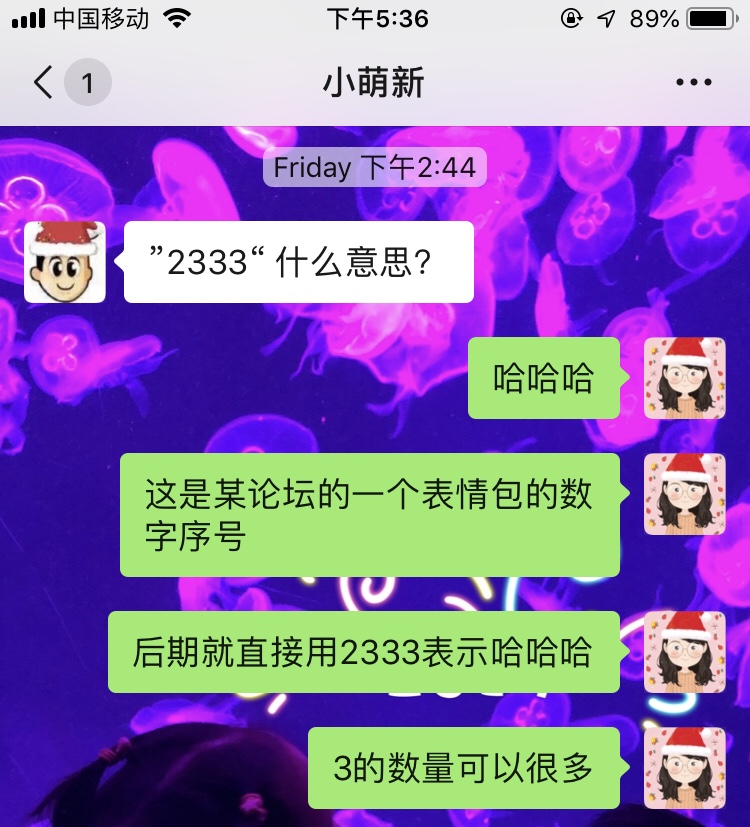 中国移动 下午5:36 89%
1 小萌新
Friday 下午2:44
”2333“ 什么意思?
哈哈哈
这是某论坛的一个表情包的数
字序号
后期就直接用2333表示哈哈哈
3的数量可以很多